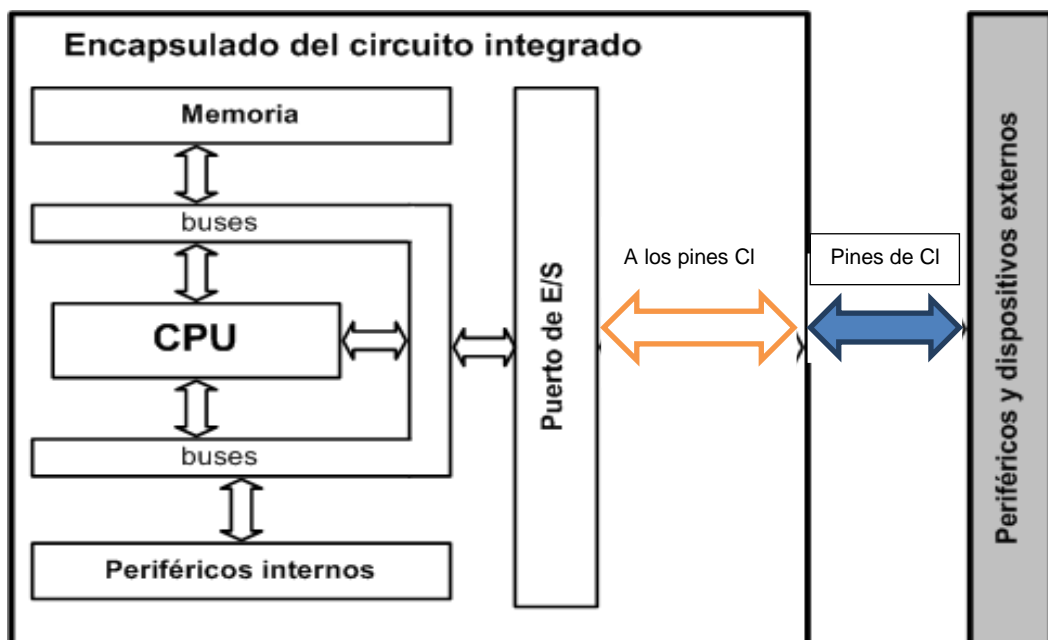 Encapsulado del circuito integrado
Memoria
buses
CPU
buses
Periféricos internos
Puerto de E/S
A los pines CI
Pines de CI
Periféricos y dispositivos externos